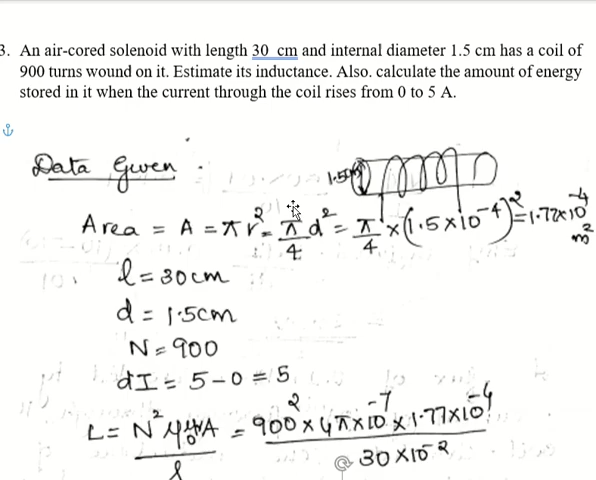 3. An air-cored solenoid with length 30 cm and internal diameter 1.5 cm has a coil of
900 turns wound on it. Estimate its inductance. Also. calculate the amount of energy
stored in it when the current through the coil rises from 0 to 5 A.
Data Given
1.5cm
Area = A = πr² = π/4 d² = π/4 × (1.5×10⁻⁴)² = 1.77×10⁻⁴ m²
l = 30cm
d = 1.5cm
N = 900
dI = 5-0 = 5
L = N²μ₀A/l = 900² × 4π×10⁻⁷ × 1.77×10⁻⁴ / 30×10⁻²